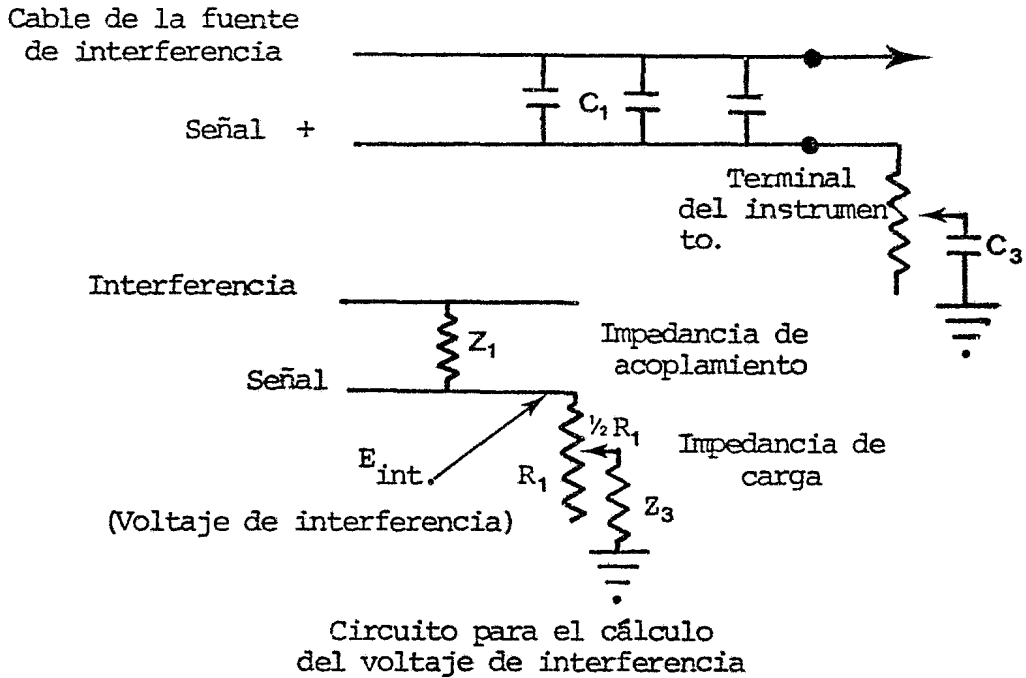 Cable de la fuente
de interferencia
C₁
Señal +
Terminal
del instrumen
to.
C₃
Interferencia
Z₁
Impedancia de
acoplamiento
Señal
½ R₁
Impedancia de
carga
E int.
R₁
Z₃
(Voltaje de interferencia)
Circuito para el cálculo
del voltaje de interferencia